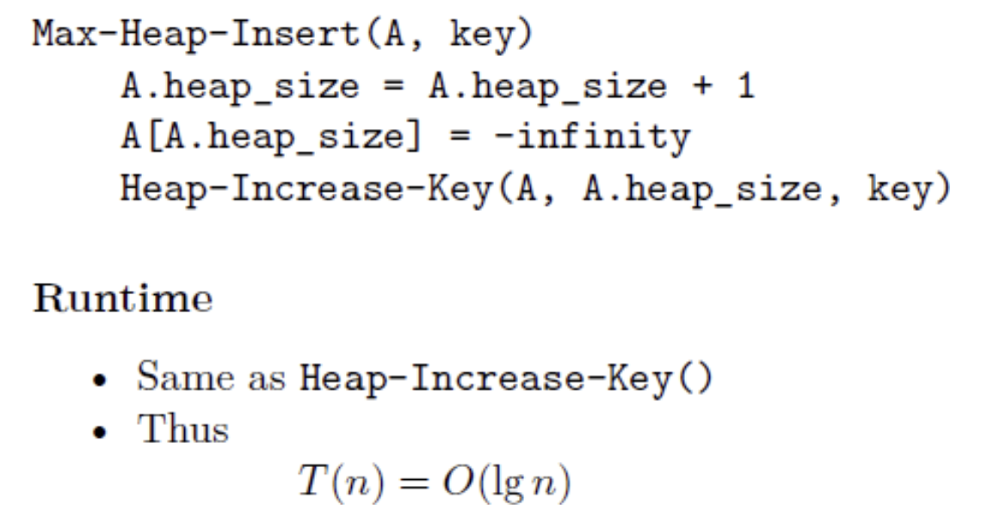 Max-Heap-Insert(A, key)
    A.heap_size = A.heap_size + 1
    A[A.heap_size] = -infinity
    Heap-Increase-Key(A, A.heap_size, key)
Runtime
• Same as Heap-Increase-Key()
• Thus
T(n) = O(lg n)